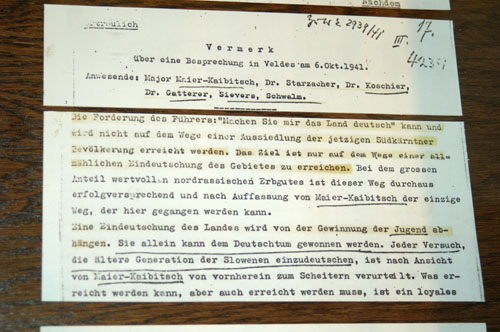 nachdem
Vertraulich
Zu W E 2939/41 III.
17.
Vermerk
über eine Besprechung in Veldes am 6.Okt.1941.
Anwesende: Major Maier-Kaibitsch, Dr. Starzacher, Dr. Koschier,
Dr. Gatterer, Sievers, Schwalm.
Die Forderung des Führers:"Machen Sie mir das Land deutsch" kann und
wird nicht auf dem Wege einer Aussiedlung der jetzigen Südkärntner
Bevölkerung erreicht werden. Das Ziel ist nur auf dem Wege einer all-
mählichen Eindeutschung des Gebietes zu erreichen. Bei dem grossen
Anteil wertvollen nordrassischen Erbgutes ist dieser Weg durchaus
erfolgversprechend und nach Auffassung von Maier-Kaibitsch der einzige
Weg, der hier gegangen werden kann.
Eine Eindeutschung des Landes wird von der Gewinnung der Jugend ab-
hängen. Sie allein kann dem Deutschtum gewonnen werden. Jeder Versuch,
die ältere Generation der Slowenen einzudeutschen, ist nach Ansicht
von Maier-Kaibitsch von vornherein zum Scheitern verurteilt. Was er-
reicht werden kann, aber auch erreicht werden muss, ist ein loyales